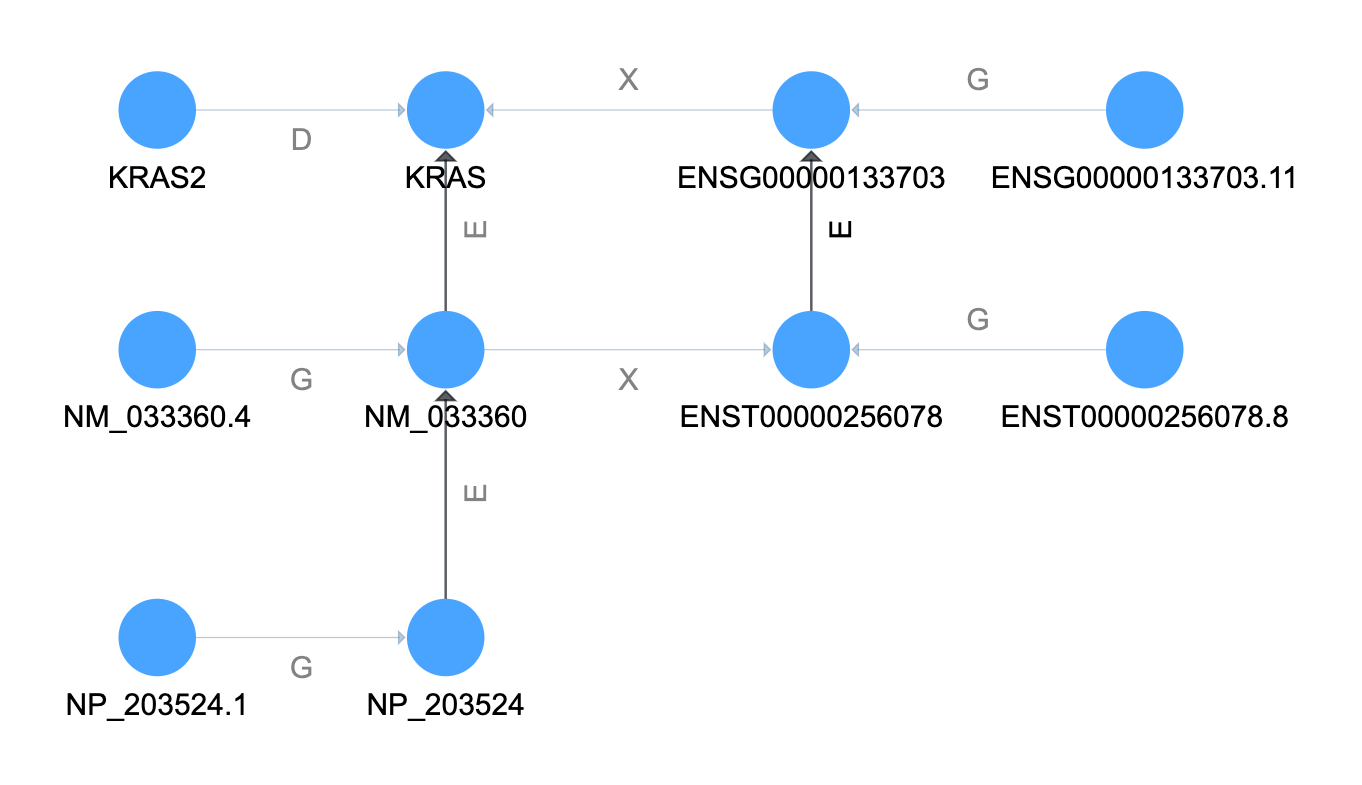 X
G
D
KRAS2
KRAS
ENSG00000133703
ENSG00000133703.11
E
E
G
G
X
NM_033360.4
NM_033360
ENST00000256078
ENST00000256078.8
E
G
NP_203524.1
NP_203524